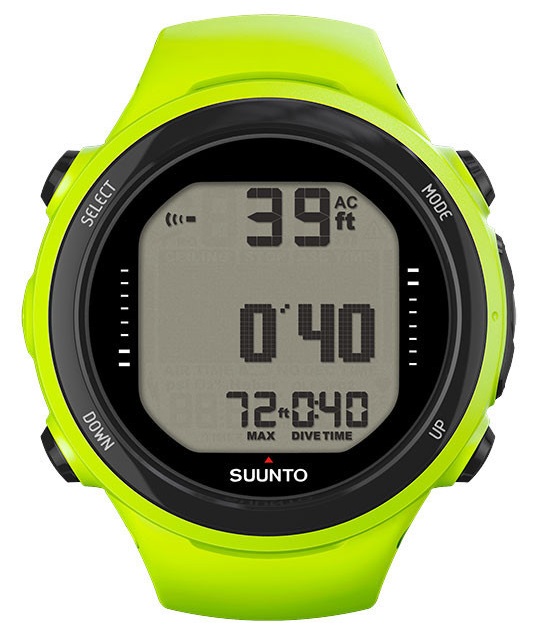 SELECT
MODE
39 AC ft
0'40
72 ft 0:40
MAX DIVE TIME
DOWN
UP
SUUNTO